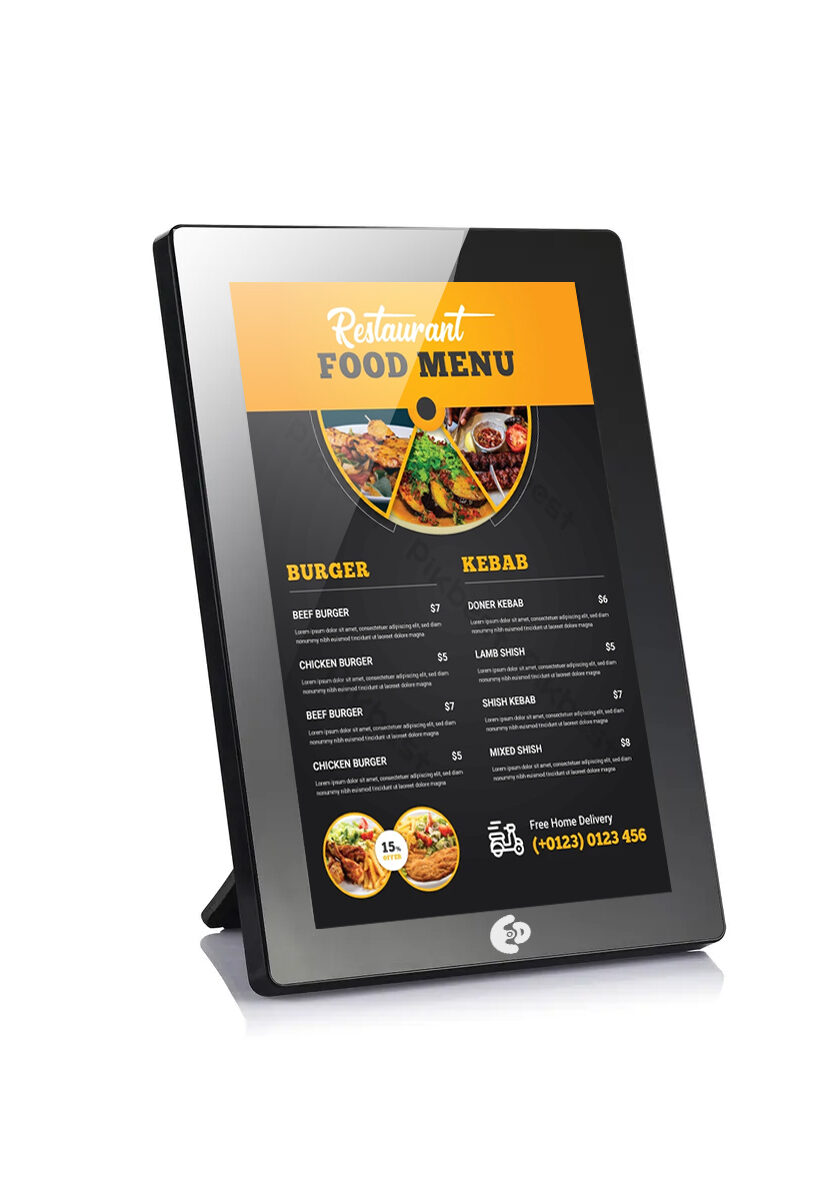 Restaurant
FOOD MENU
BURGER
BEEF BURGER $7
Lorem ipsum dolor sit amet, consectetuer adipiscing elit, sed diam
nonummy nibh euismod tincidunt ut laoreet dolore magna
CHICKEN BURGER $5
Lorem ipsum dolor sit amet, consectetuer adipiscing elit, sed diam
nonummy nibh euismod tincidunt ut laoreet dolore magna
BEEF BURGER $7
Lorem ipsum dolor sit amet, consectetuer adipiscing elit, sed diam
nonummy nibh euismod tincidunt ut laoreet dolore magna
CHICKEN BURGER $5
Lorem ipsum dolor sit amet, consectetuer adipiscing elit, sed diam
nonummy nibh euismod tincidunt ut laoreet dolore magna
KEBAB
DONER KEBAB $6
Lorem ipsum dolor sit amet, consectetuer adipiscing elit, sed diam
nonummy nibh euismod tincidunt ut laoreet dolore magna
LAMB SHISH $5
Lorem ipsum dolor sit amet, consectetuer adipiscing elit, sed diam
nonummy nibh euismod tincidunt ut laoreet dolore magna
SHISH KEBAB $7
Lorem ipsum dolor sit amet, consectetuer adipiscing elit, sed diam
nonummy nibh euismod tincidunt ut laoreet dolore magna
MIXED SHISH $8
Lorem ipsum dolor sit amet, consectetuer adipiscing elit, sed diam
nonummy nibh euismod tincidunt ut laoreet dolore magna
15%
OFFER
Free Home Delivery
(+0123) 0123 456